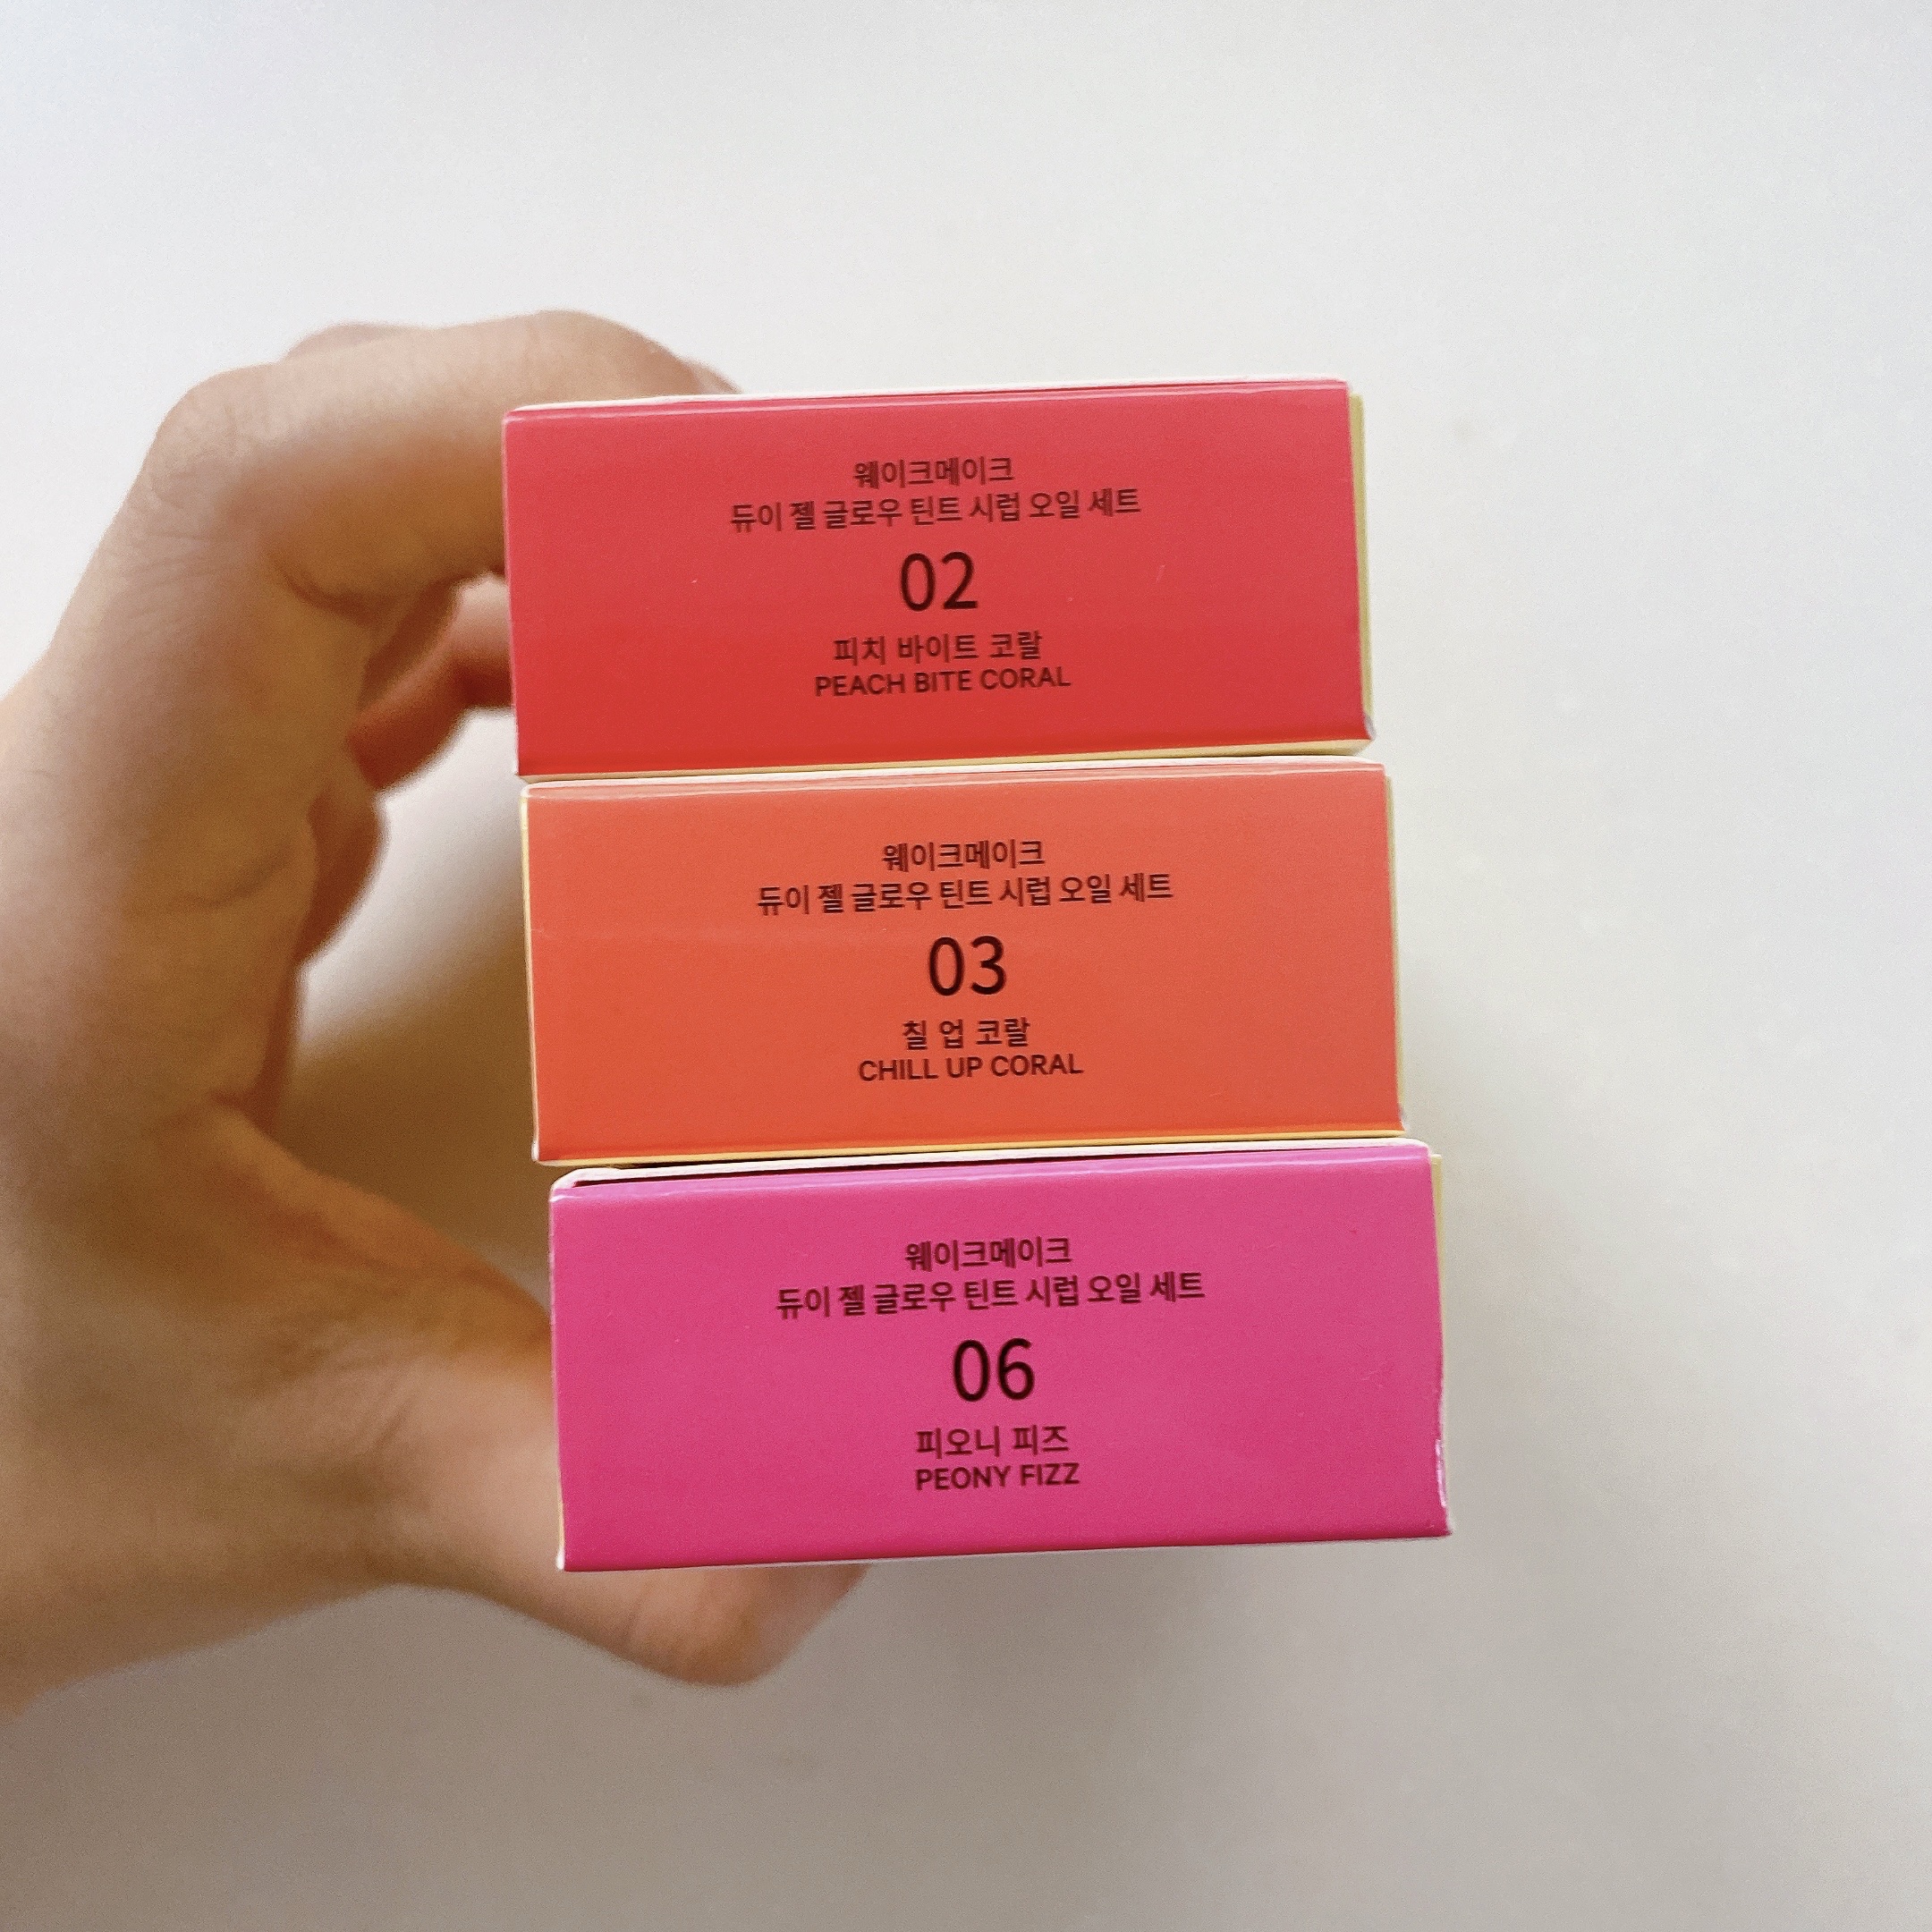 웨이크메이크
듀이 젤 글로우 틴트 시럽 오일 세트
02
피치 바이트 코랄
PEACH BITE CORAL
웨이크메이크
듀이 젤 글로우 틴트 시럽 오일 세트
03
칠 업 코랄
CHILL UP CORAL
웨이크메이크
듀이 젤 글로우 틴트 시럽 오일 세트
06
피오니 피즈
PEONY FIZZ